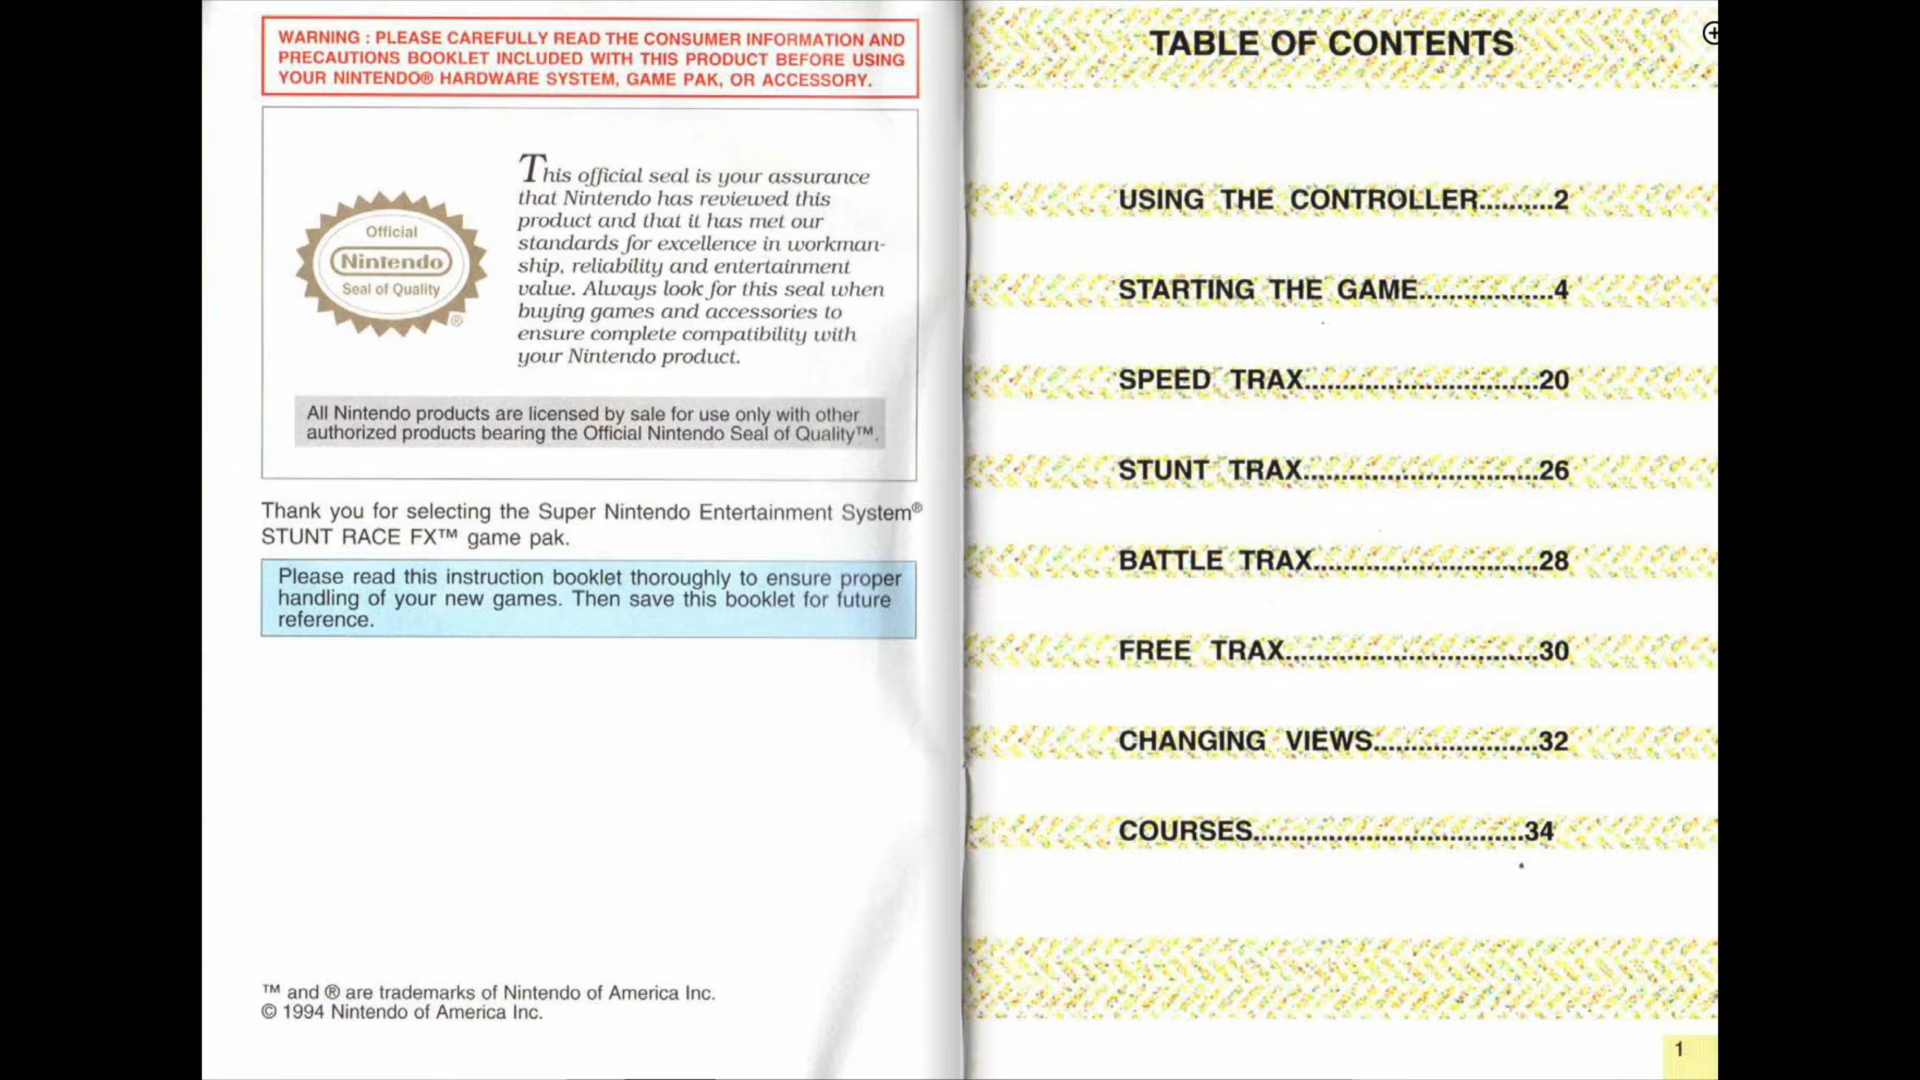 WARNING : PLEASE CAREFULLY READ THE CONSUMER INFORMATION AND
PRECAUTIONS BOOKLET INCLUDED WITH THIS PRODUCT BEFORE USING
YOUR NINTENDO® HARDWARE SYSTEM, GAME PAK, OR ACCESSORY.
Official
Nintendo
Seal of Quality
®
This official seal is your assurance
that Nintendo has reviewed this
product and that it has met our
standards for excellence in workman-
ship, reliability and entertainment
value. Always look for this seal when
buying games and accessories to
ensure complete compatibility with
your Nintendo product.
All Nintendo products are licensed by sale for use only with other
authorized products bearing the Official Nintendo Seal of Quality™.
Thank you for selecting the Super Nintendo Entertainment System®
STUNT RACE FX™ game pak.
Please read this instruction booklet thoroughly to ensure proper
handling of your new games. Then save this booklet for future
reference.
™ and ® are trademarks of Nintendo of America Inc.
© 1994 Nintendo of America Inc.
TABLE OF CONTENTS
USING THE CONTROLLER..........2
STARTING THE GAME.................4
SPEED TRAX..............................20
STUNT TRAX..............................26
BATTLE TRAX.............................28
FREE TRAX.................................30
CHANGING VIEWS.....................32
COURSES...................................34
1